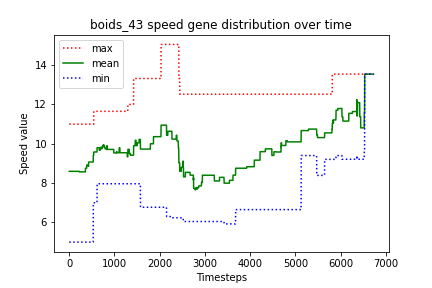 boids_43 speed gene distribution over time
max
mean
min
Speed value
14
12
10
8
6
0
1000
2000
3000
4000
5000
6000
7000
Timesteps